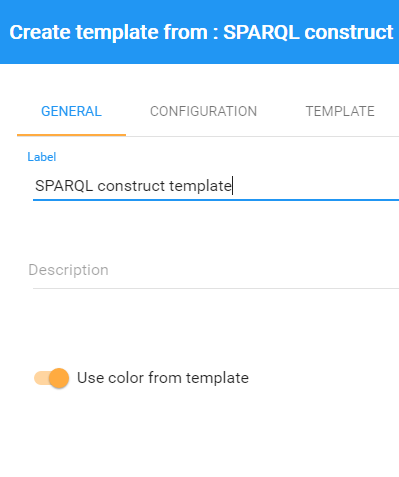 Create template from : SPARQL construct
GENERAL CONFIGURATION TEMPLATE
Label
SPARQL construct template
Description
Use color from template